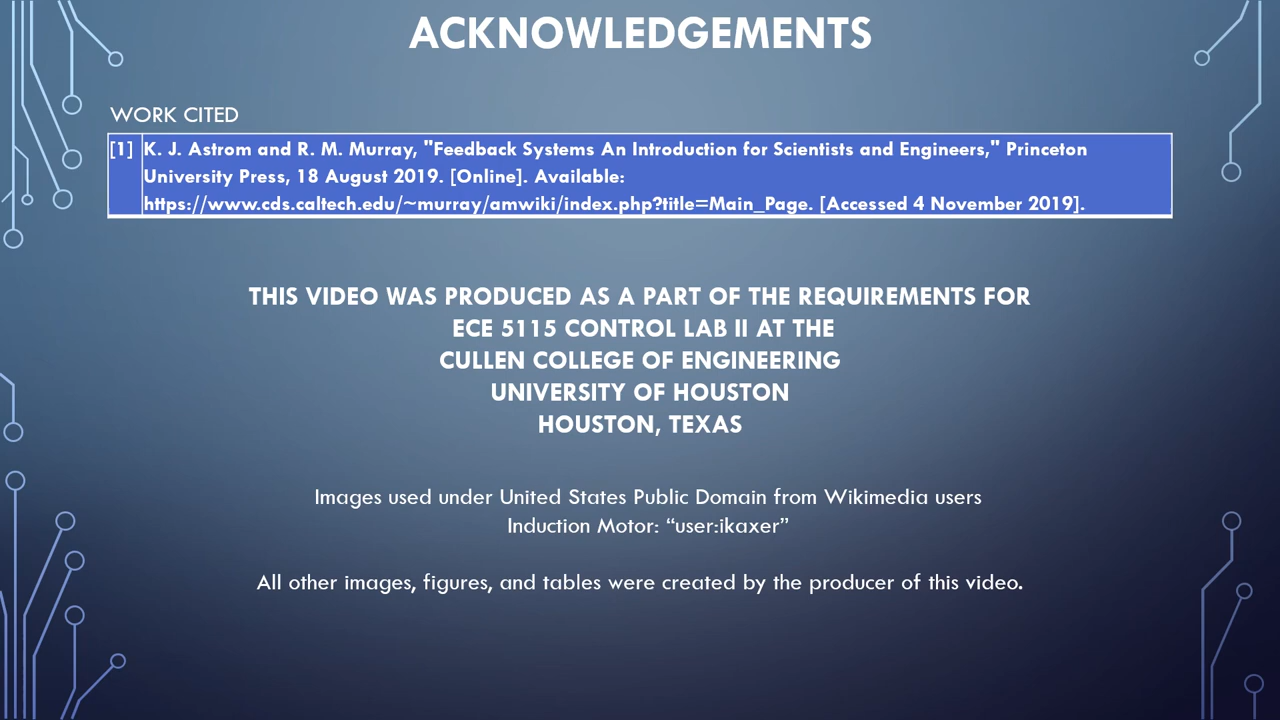 ACKNOWLEDGEMENTS
WORK CITED
[1] K. J. Astrom and R. M. Murray, "Feedback Systems An Introduction for Scientists and Engineers," Princeton
University Press, 18 August 2019. [Online]. Available:
https://www.cds.caltech.edu/~murray/amwiki/index.php?title=Main_Page. [Accessed 4 November 2019].
THIS VIDEO WAS PRODUCED AS A PART OF THE REQUIREMENTS FOR
ECE 5115 CONTROL LAB II AT THE
CULLEN COLLEGE OF ENGINEERING
UNIVERSITY OF HOUSTON
HOUSTON, TEXAS
Images used under United States Public Domain from Wikimedia users
Induction Motor: “user:ikaxer”
All other images, figures, and tables were created by the producer of this video.